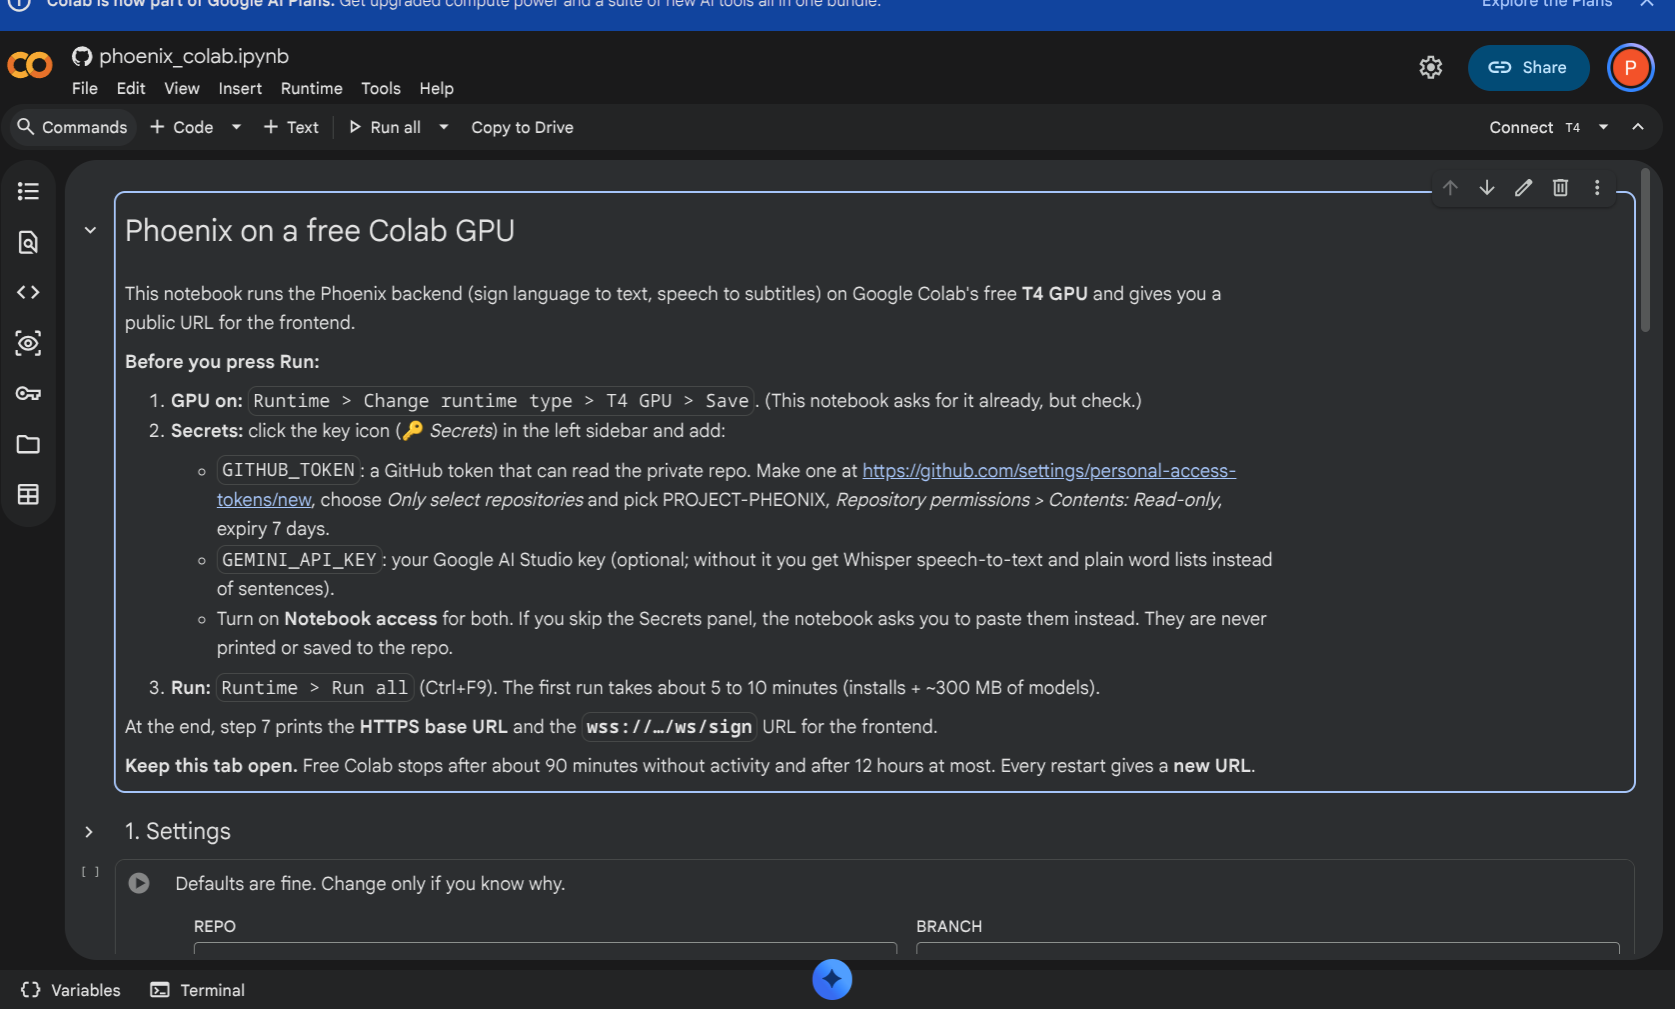 Colab is now part of Google AI Plans. Get upgraded compute power and a suite of new AI tools all in one bundle.
Explore the Plans
phoenix_colab.ipynb
File Edit View Insert Runtime Tools Help
Share
P
Commands + Code + Text Run all Copy to Drive
Connect T4
Phoenix on a free Colab GPU
This notebook runs the Phoenix backend (sign language to text, speech to subtitles) on Google Colab's free T4 GPU and gives you a
public URL for the frontend.
Before you press Run:
1. GPU on: Runtime > Change runtime type > T4 GPU > Save. (This notebook asks for it already, but check.)
2. Secrets: click the key icon (🔑 Secrets) in the left sidebar and add:
GITHUB_TOKEN: a GitHub token that can read the private repo. Make one at https://github.com/settings/personal-access-
tokens/new, choose Only select repositories and pick PROJECT-PHEONIX, Repository permissions > Contents: Read-only,
expiry 7 days.
GEMINI_API_KEY: your Google AI Studio key (optional; without it you get Whisper speech-to-text and plain word lists instead
of sentences).
Turn on Notebook access for both. If you skip the Secrets panel, the notebook asks you to paste them instead. They are never
printed or saved to the repo.
3. Run: Runtime > Run all (Ctrl+F9). The first run takes about 5 to 10 minutes (installs + ~300 MB of models).
At the end, step 7 prints the HTTPS base URL and the wss://…/ws/sign URL for the frontend.
Keep this tab open. Free Colab stops after about 90 minutes without activity and after 12 hours at most. Every restart gives a new URL.
1. Settings
[ ]
Defaults are fine. Change only if you know why.
REPO
BRANCH
Variables
Terminal